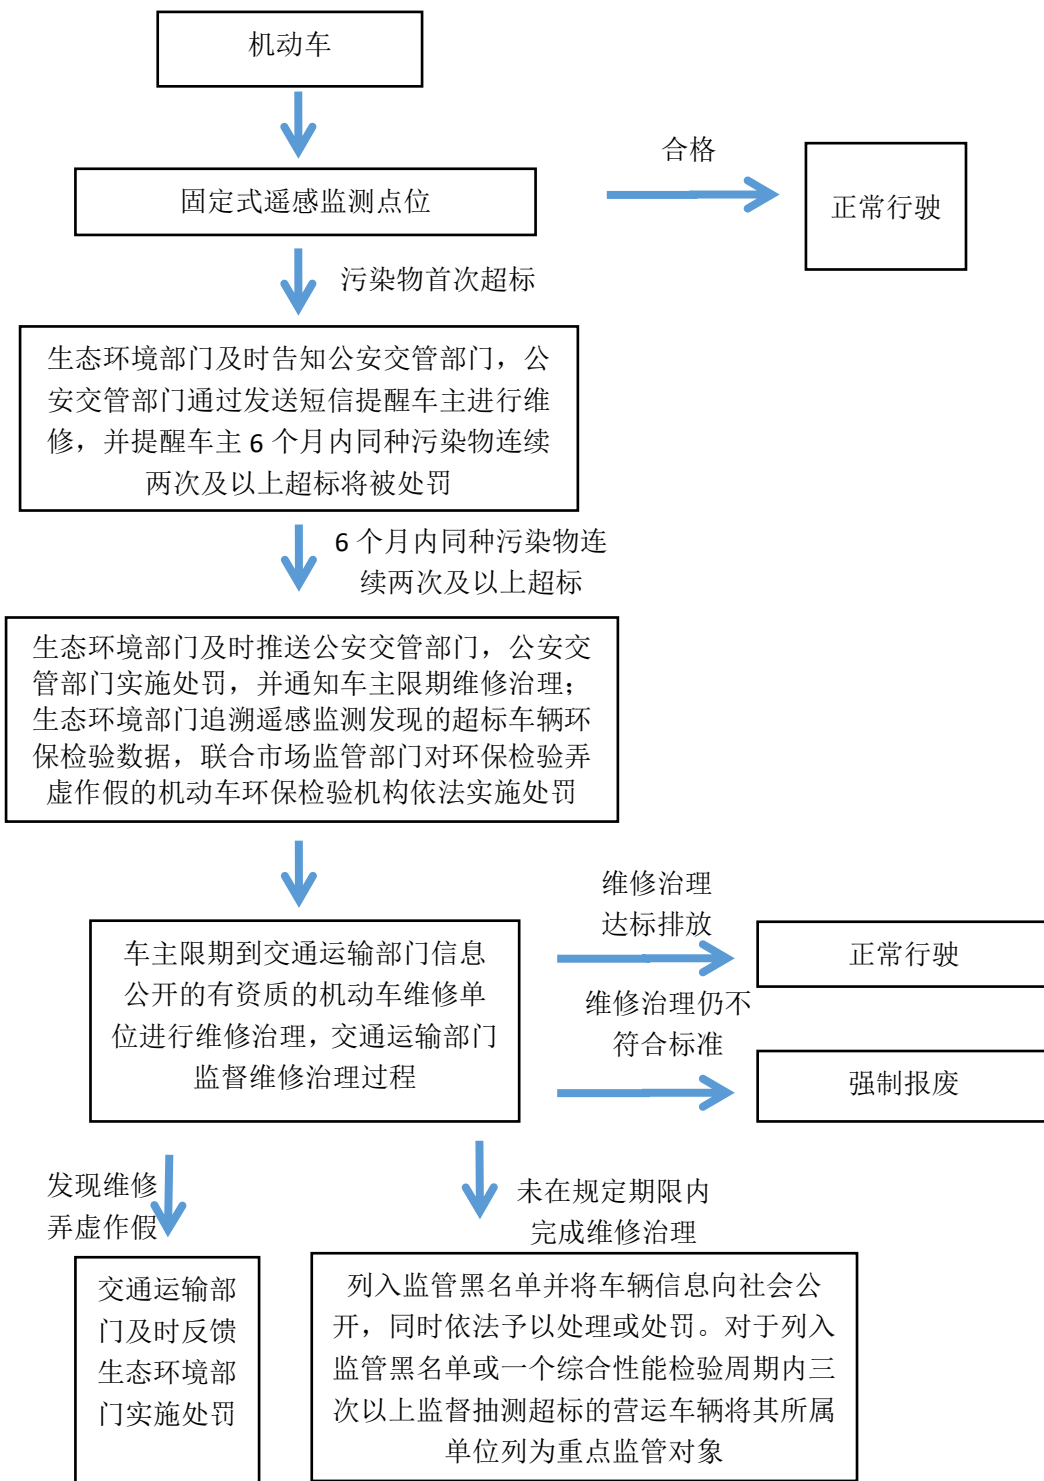 机动车
合格
固定式遥感监测点位
正常行驶
污染物首次超标
生态环境部门及时告知公安交管部门，公
安交管部门通过发送短信提醒车主进行维
修，并提醒车主 6 个月内同种污染物连续
两次及以上超标将被处罚
6 个月内同种污染物连
续两次及以上超标
生态环境部门及时推送公安交管部门，公安交
管部门实施处罚，并通知车主限期维修治理；
生态环境部门追溯遥感监测发现的超标车辆环
保检验数据，联合市场监管部门对环保检验弄
虚作假的机动车环保检验机构依法实施处罚
维修治理
达标排放
车主限期到交通运输部门信息
公开的有资质的机动车维修单
位进行维修治理，交通运输部门
监督维修治理过程
正常行驶
维修治理仍不
符合标准
强制报废
发现维修
弄虚作假
未在规定期限内
完成维修治理
交通运输部
门及时反馈
生态环境部
门实施处罚
列入监管黑名单并将车辆信息向社会公
开，同时依法予以处理或处罚。对于列入
监管黑名单或一个综合性能检验周期内三
次以上监督抽测超标的营运车辆将其所属
单位列为重点监管对象